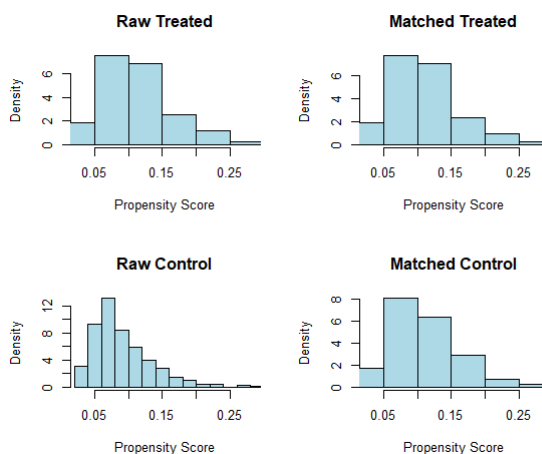 Raw Treated
Density
0 2 4 6
0.05 0.15 0.25
Propensity Score
Matched Treated
Density
0 2 4 6
0.05 0.15 0.25
Propensity Score
Raw Control
Density
0 4 8 12
0.05 0.15 0.25
Propensity Score
Matched Control
Density
0 2 4 6 8
0.05 0.15 0.25
Propensity Score